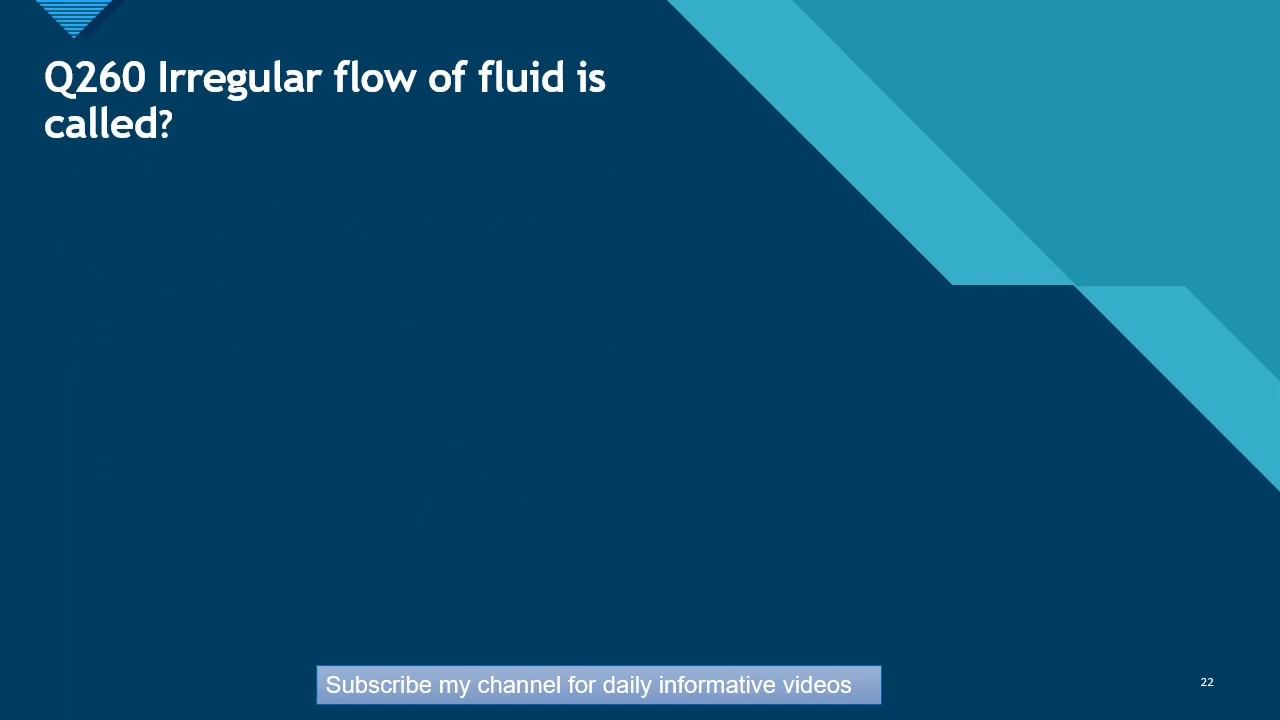 Q260 Irregular flow of fluid is
called?
Subscribe my channel for daily informative videos
22